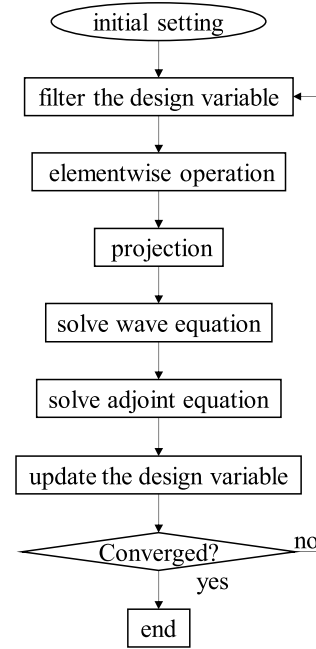 initial setting
filter the design variable
elementwise operation
projection
solve wave equation
solve adjoint equation
update the design variable
Converged?
no
yes
end